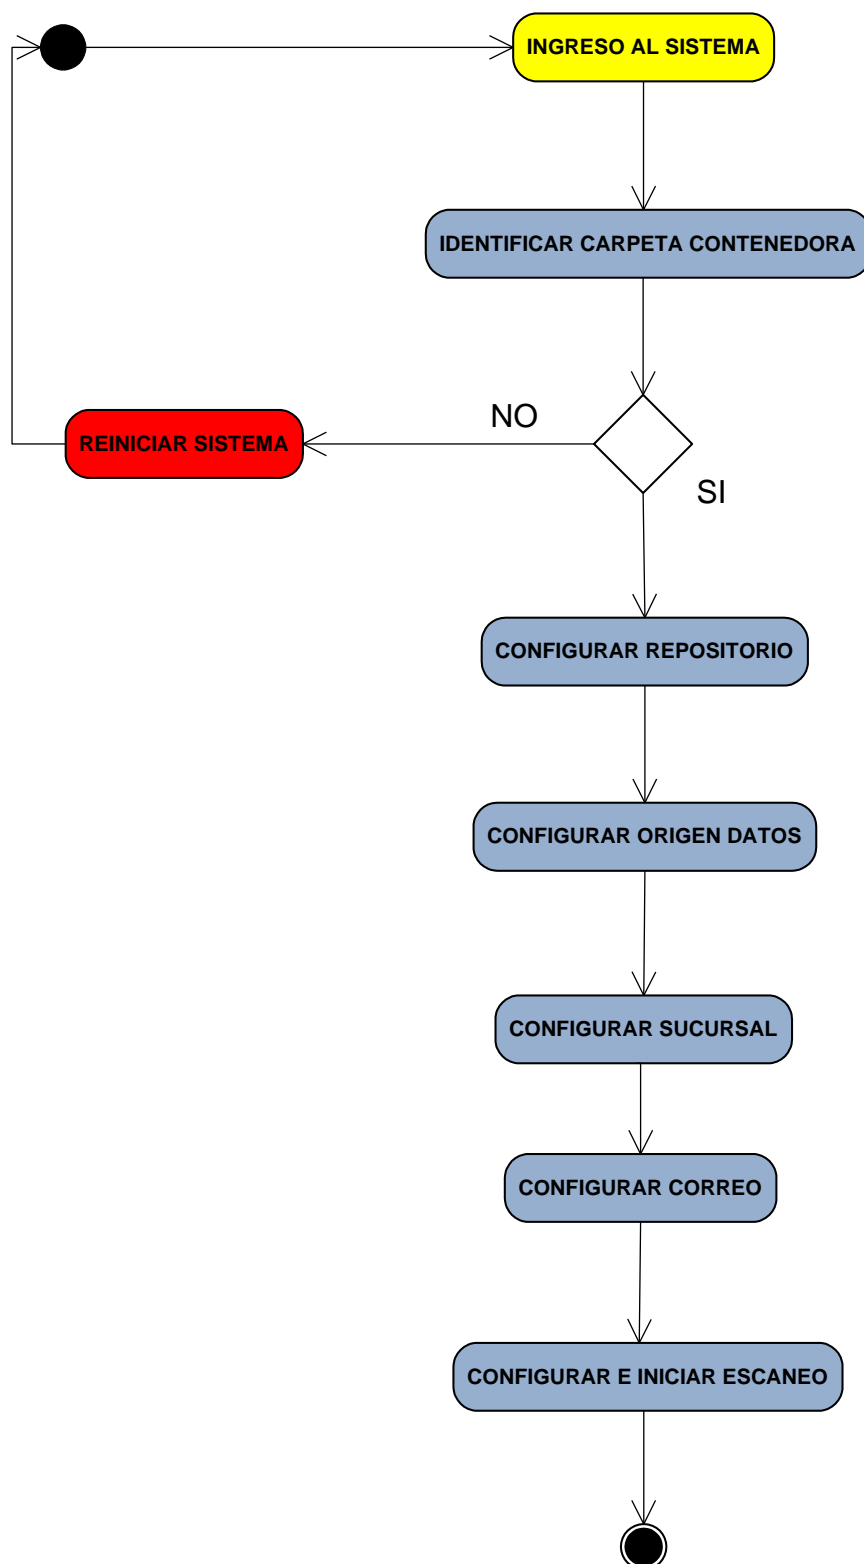 INGRESO AL SISTEMA
IDENTIFICAR CARPETA CONTENEDORA
NO
REINICIAR SISTEMA
SI
CONFIGURAR REPOSITORIO
CONFIGURAR ORIGEN DATOS
CONFIGURAR SUCURSAL
CONFIGURAR CORREO
CONFIGURAR E INICIAR ESCANEO